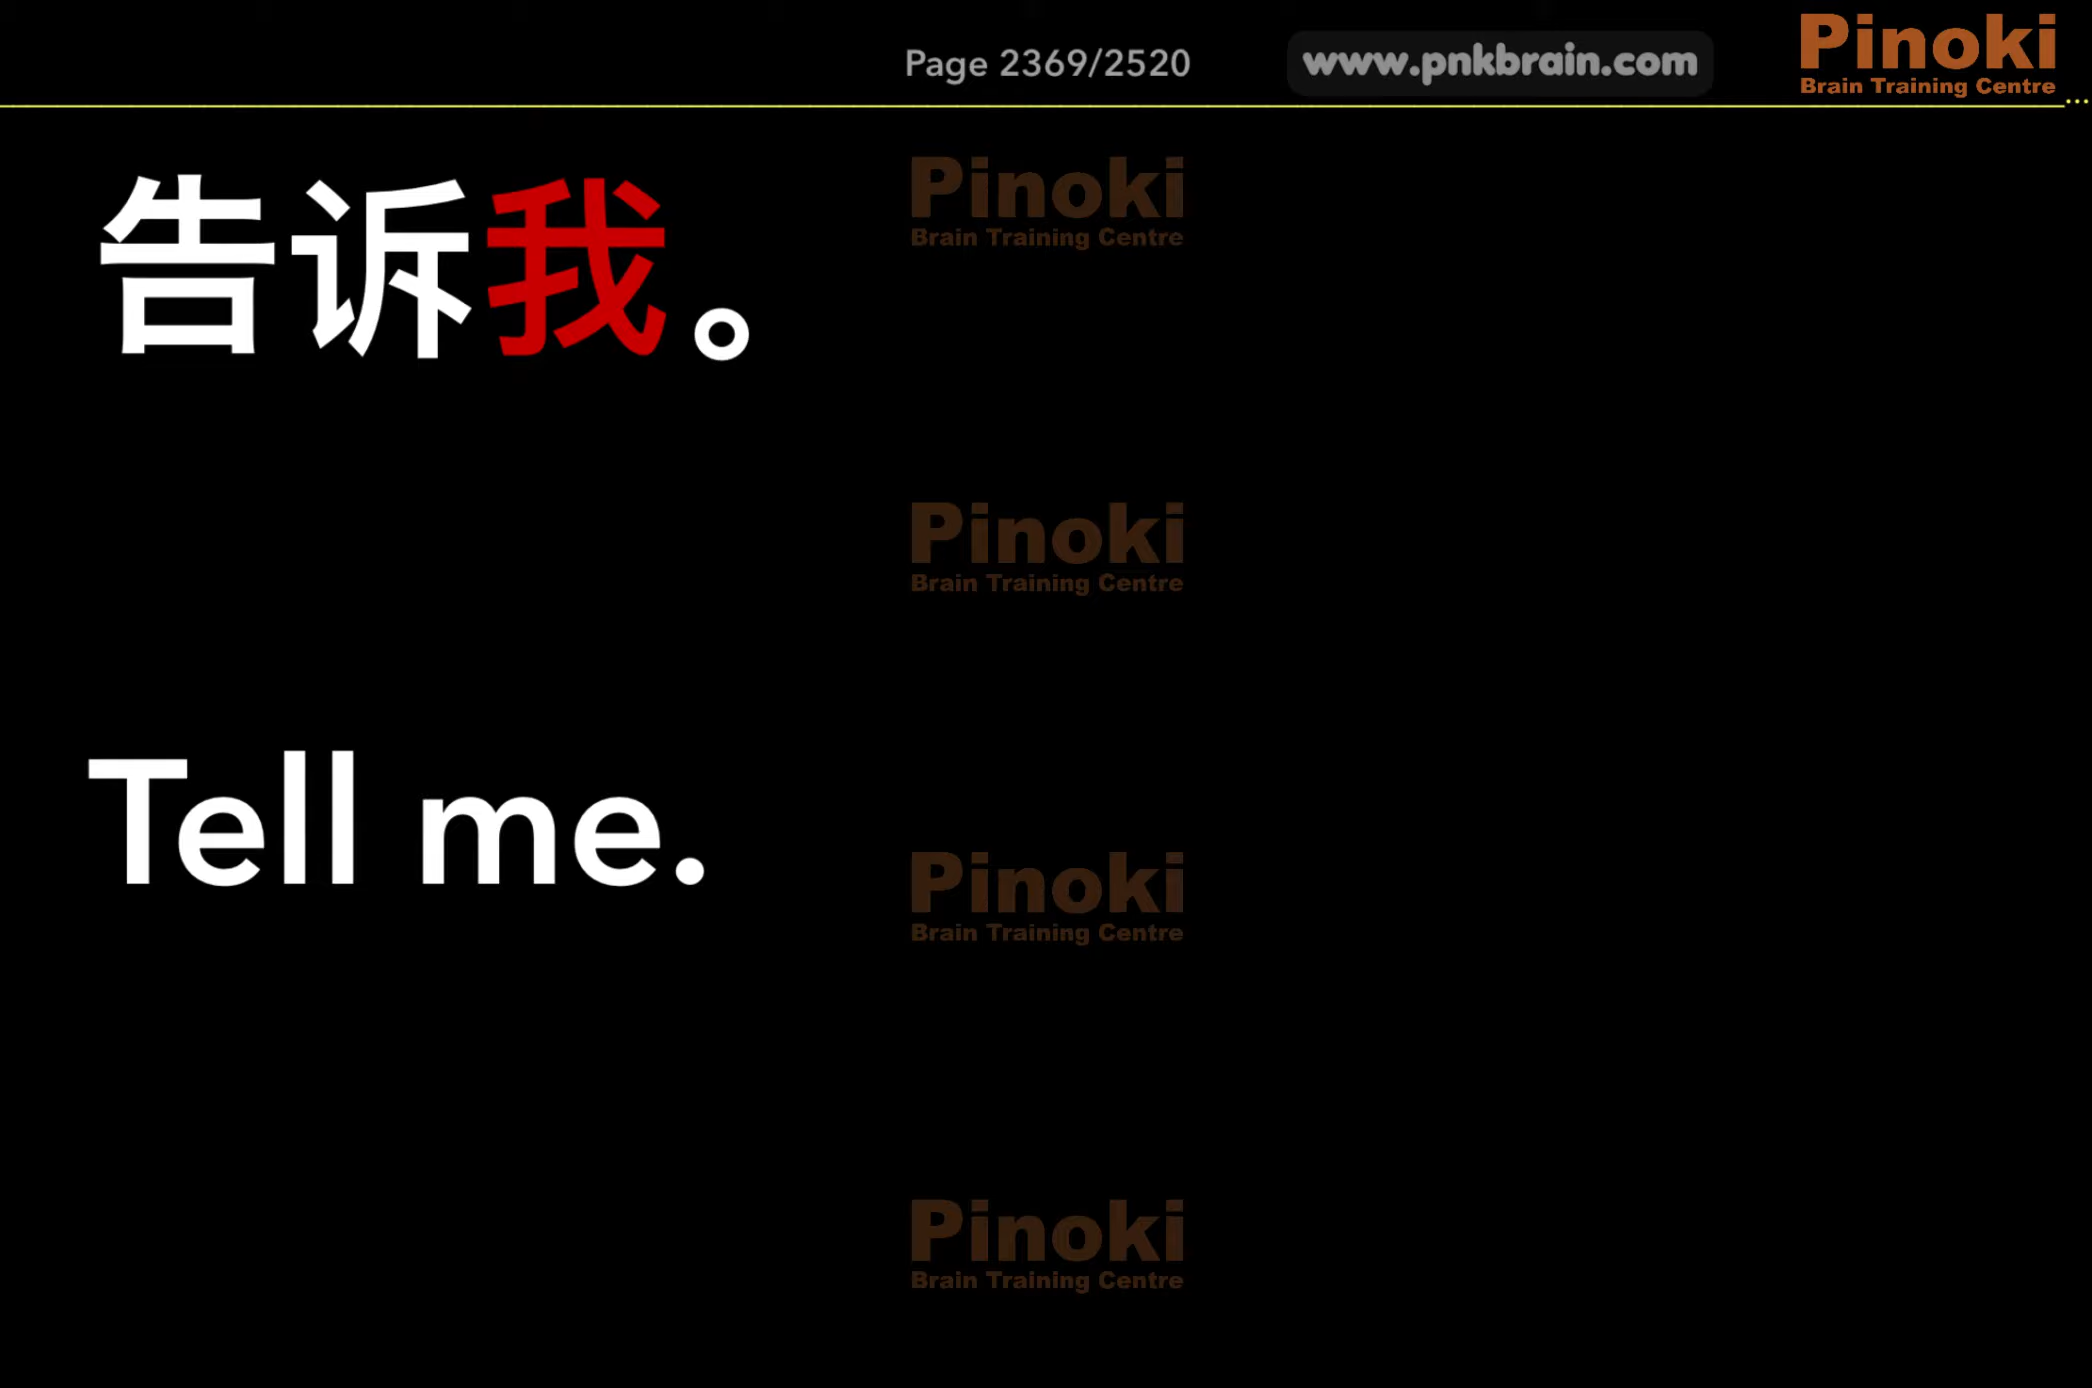 Page 2369/2520
www.pnkbrain.com
Pinoki
Brain Training Centre
告诉我。
Pinoki
Brain Training Centre
Pinoki
Brain Training Centre
Tell me.
Pinoki
Brain Training Centre
Pinoki
Brain Training Centre